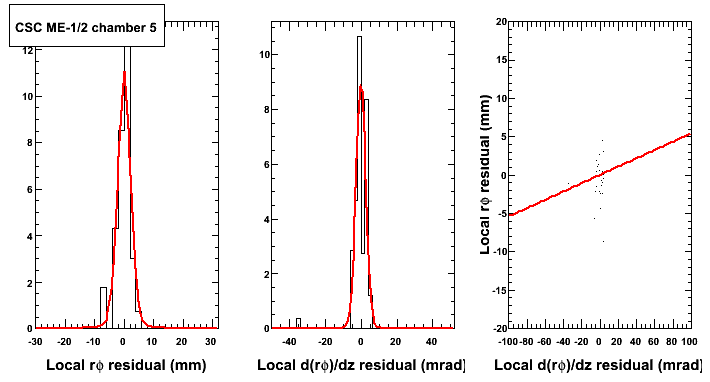 CSC ME-1/2 chamber 5
12
10
8
6
4
2
0
-30 -20 -10 0 10 20 30
Local rϕ residual (mm)
10
8
6
4
2
0
-40 -20 0 20 40
Local d(rϕ)/dz residual (mrad)
Local rϕ residual (mm)
20
15
10
5
0
-5
-10
-15
-20
-100 -80 -60 -40 -20 0 20 40 60 80 100
Local d(rϕ)/dz residual (mrad)